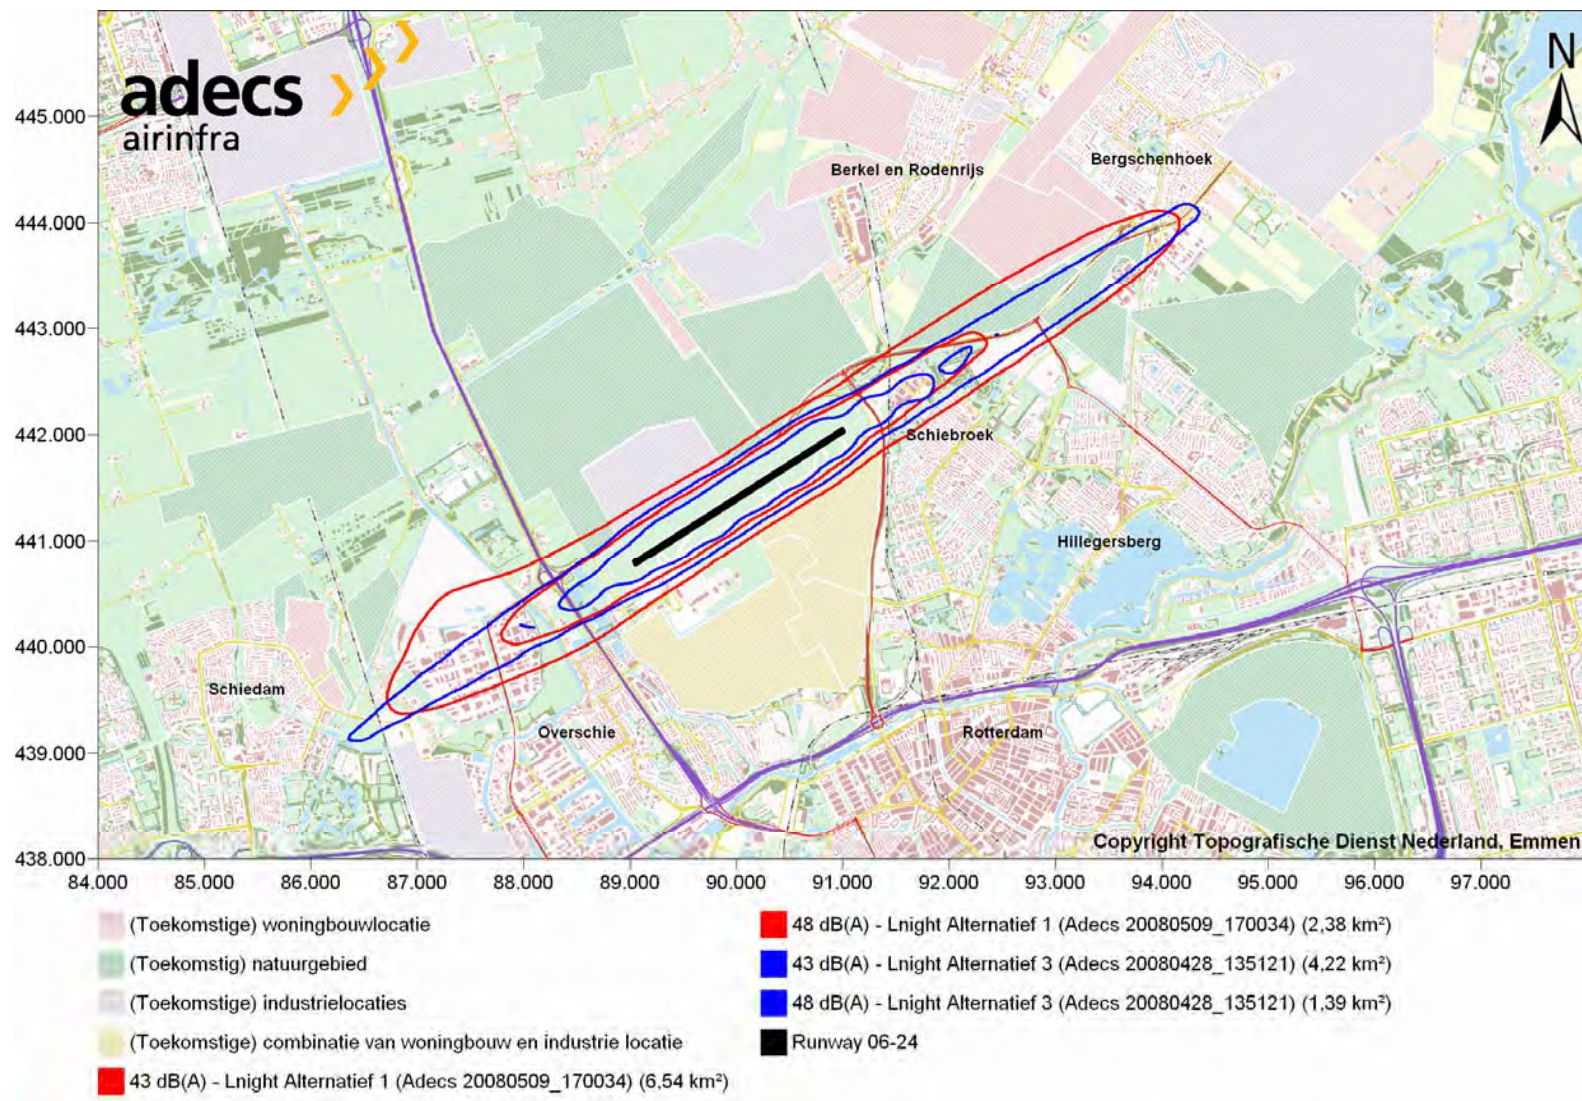 adecs
airinfra
N
445.000
444.000
443.000
442.000
441.000
440.000
439.000
438.000
Berkel en Rodenrijs
Bergschenhoek
Schiebroek
Hillegersberg
Schiedam
Overschie
Rotterdam
Copyright Topografische Dienst Nederland, Emmen
84.000 85.000 86.000 87.000 88.000 89.000 90.000 91.000 92.000 93.000 94.000 95.000 96.000 97.000
(Toekomstige) woningbouwlocatie
(Toekomstig) natuurgebied
(Toekomstige) industrielocaties
(Toekomstige) combinatie van woningbouw en industrie locatie
43 dB(A) - Lnight Alternatief 1 (Adecs 20080509_170034) (6,54 km²)
48 dB(A) - Lnight Alternatief 1 (Adecs 20080509_170034) (2,38 km²)
43 dB(A) - Lnight Alternatief 3 (Adecs 20080428_135121) (4,22 km²)
48 dB(A) - Lnight Alternatief 3 (Adecs 20080428_135121) (1,39 km²)
Runway 06-24